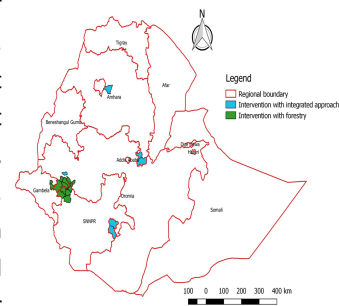 N
Tigray
Afar
Amhara
Beneshangul Gumu
Dire Dawa
Harari
Addis Ababa
Gambela
Oromia
Somali
SNNPR
Legend
Regional boundary
Intervention with integrated approach
Intervention with forestry
100 0 100 200 300 400 km